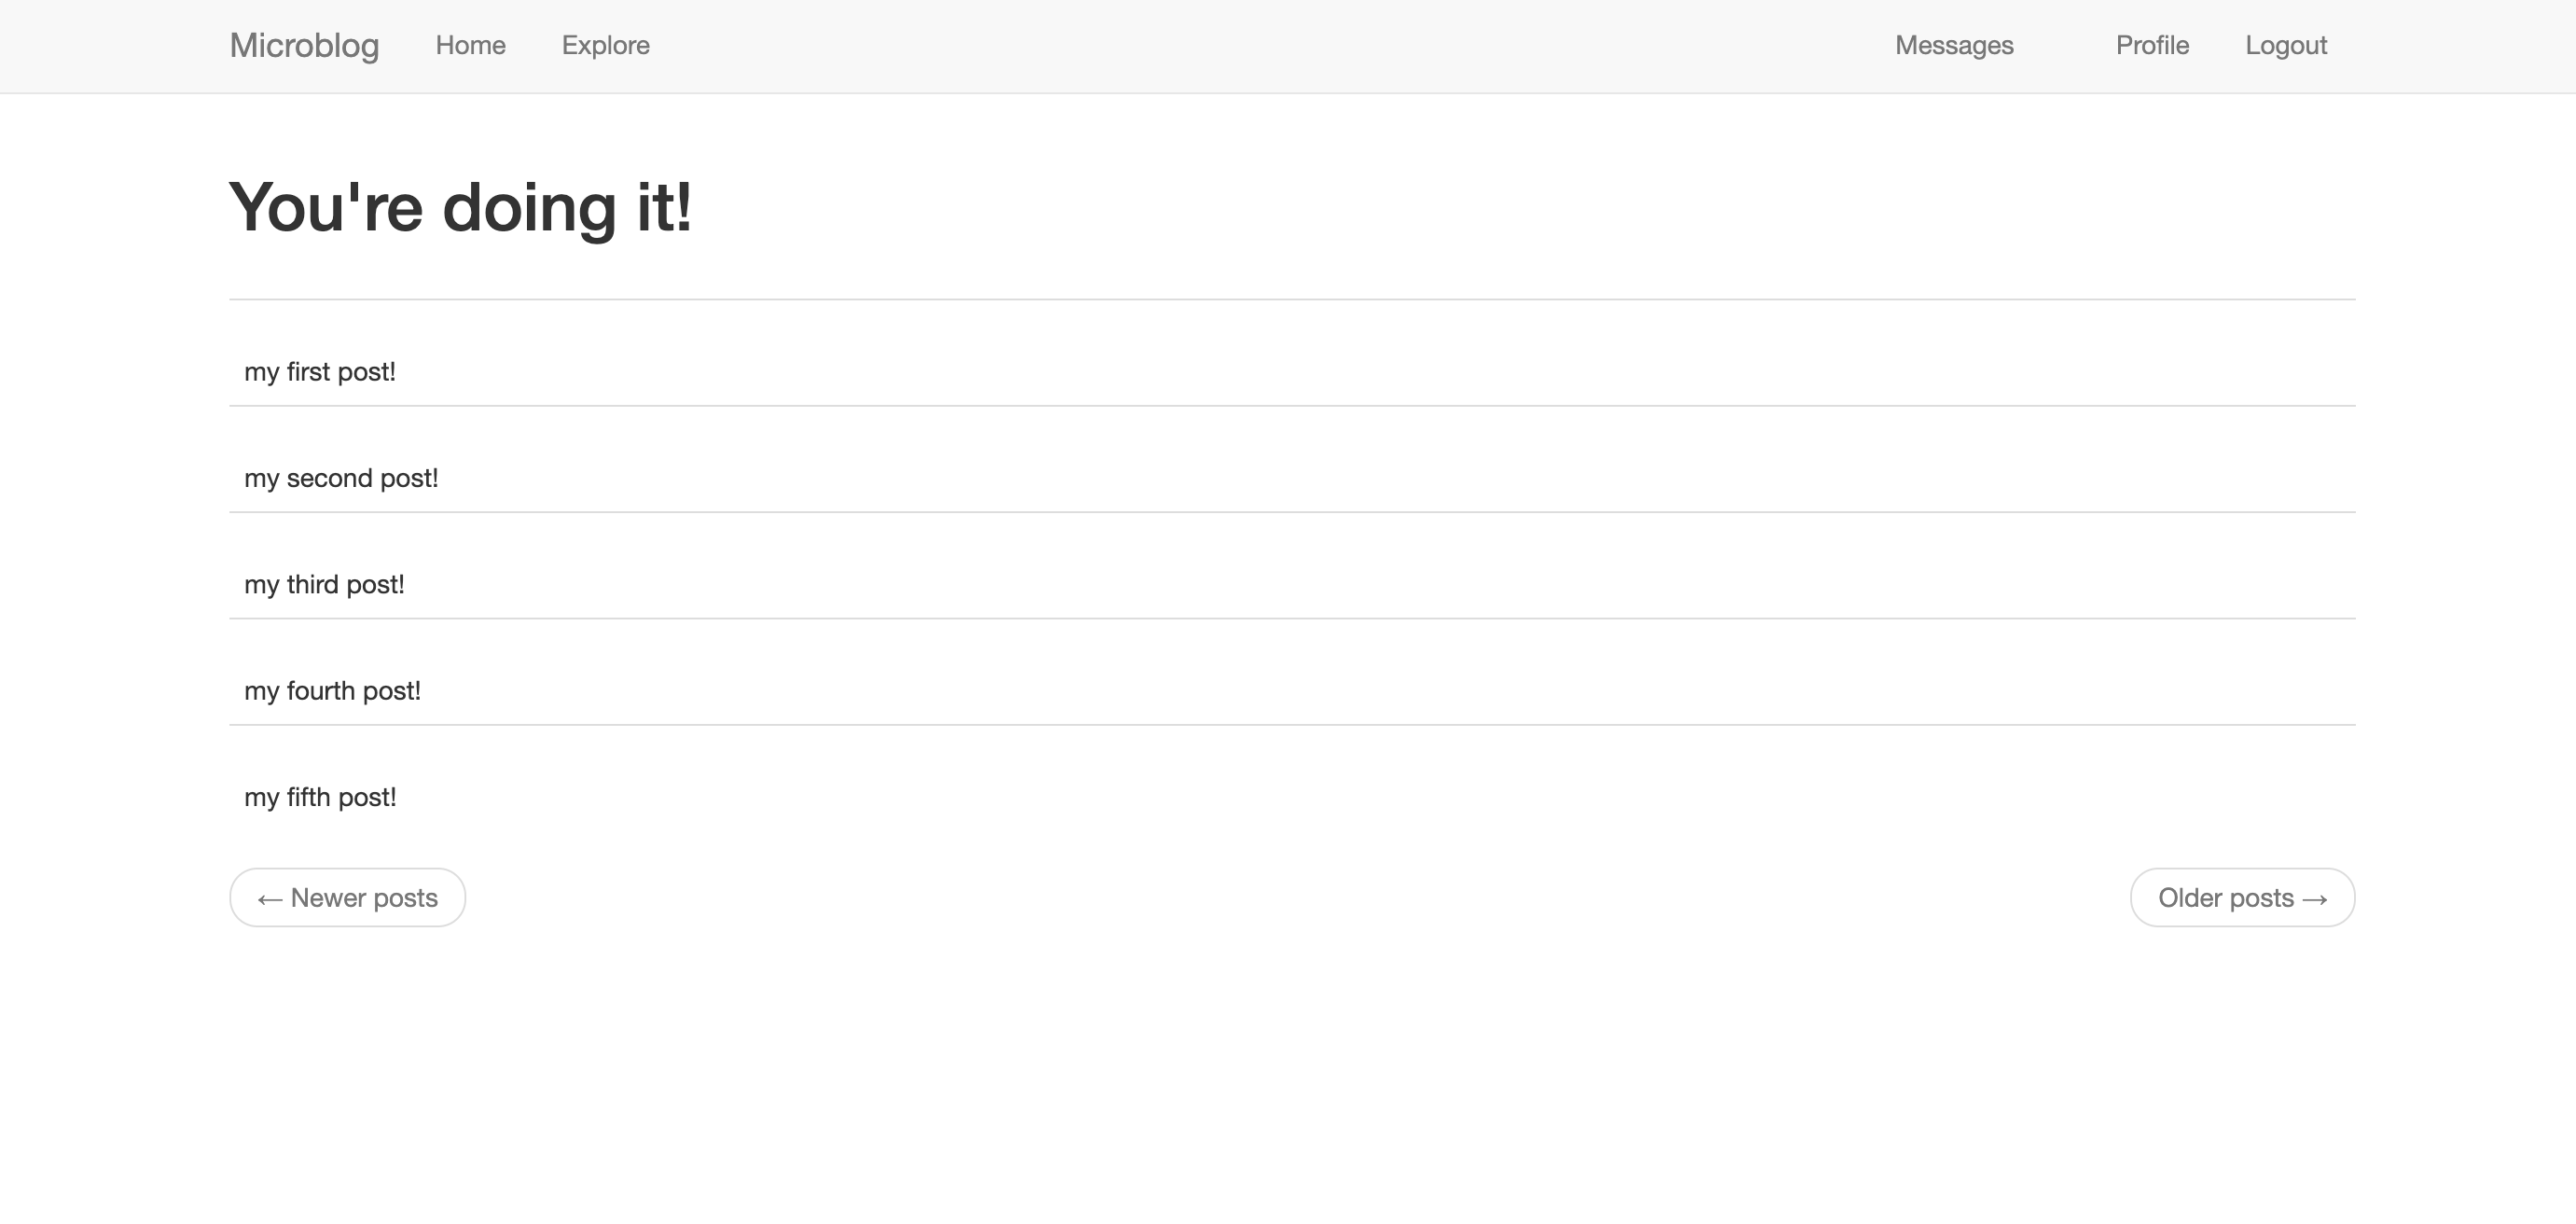 Microblog Home Explore Messages Profile Logout
You're doing it!
my first post!
my second post!
my third post!
my fourth post!
my fifth post!
← Newer posts Older posts →